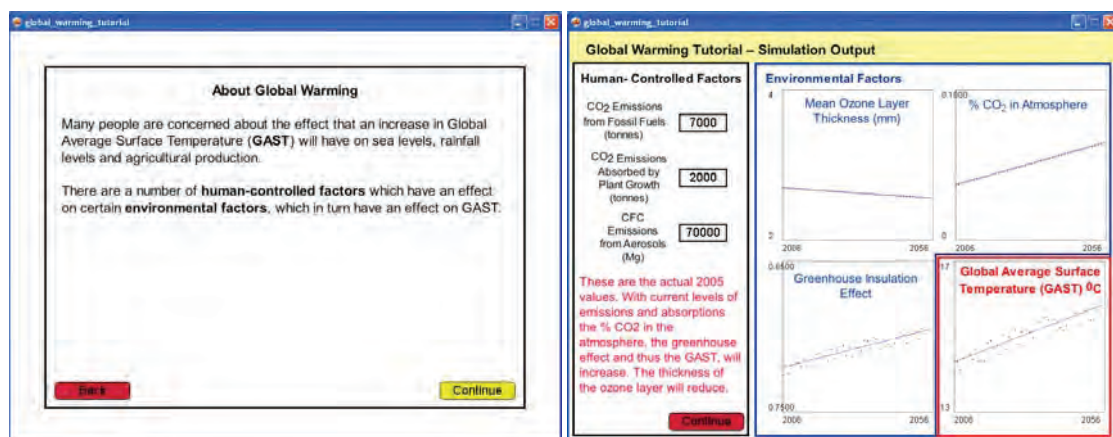 global_warming_tutorial
About Global Warming
Many people are concerned about the effect that an increase in Global
Average Surface Temperature (GAST) will have on sea levels, rainfall
levels and agricultural production.
There are a number of human-controlled factors which have an effect
on certain environmental factors, which in turn have an effect on GAST.
Back
Continue
global_warming_tutorial
Global Warming Tutorial – Simulation Output
Human- Controlled Factors
CO2 Emissions
from Fossil Fuels
(tonnes)
7000
CO2 Emissions
Absorbed by
Plant Growth
(tonnes)
2000
CFC
Emissions
from Aerosols
(Mg)
70000
These are the actual 2005
values. With current levels of
emissions and absorptions
the % CO2 in the
atmosphere, the greenhouse
effect and thus the GAST, will
increase. The thickness of
the ozone layer will reduce.
Continue
Environmental Factors
4
Mean Ozone Layer
Thickness (mm)
2
2006 2056
0.1000
% CO2 in Atmosphere
0
2006 2056
0.6500
Greenhouse Insulation
Effect
0.7500
2006 2056
17
Global Average Surface
Temperature (GAST) ⁰C
13
2006 2056